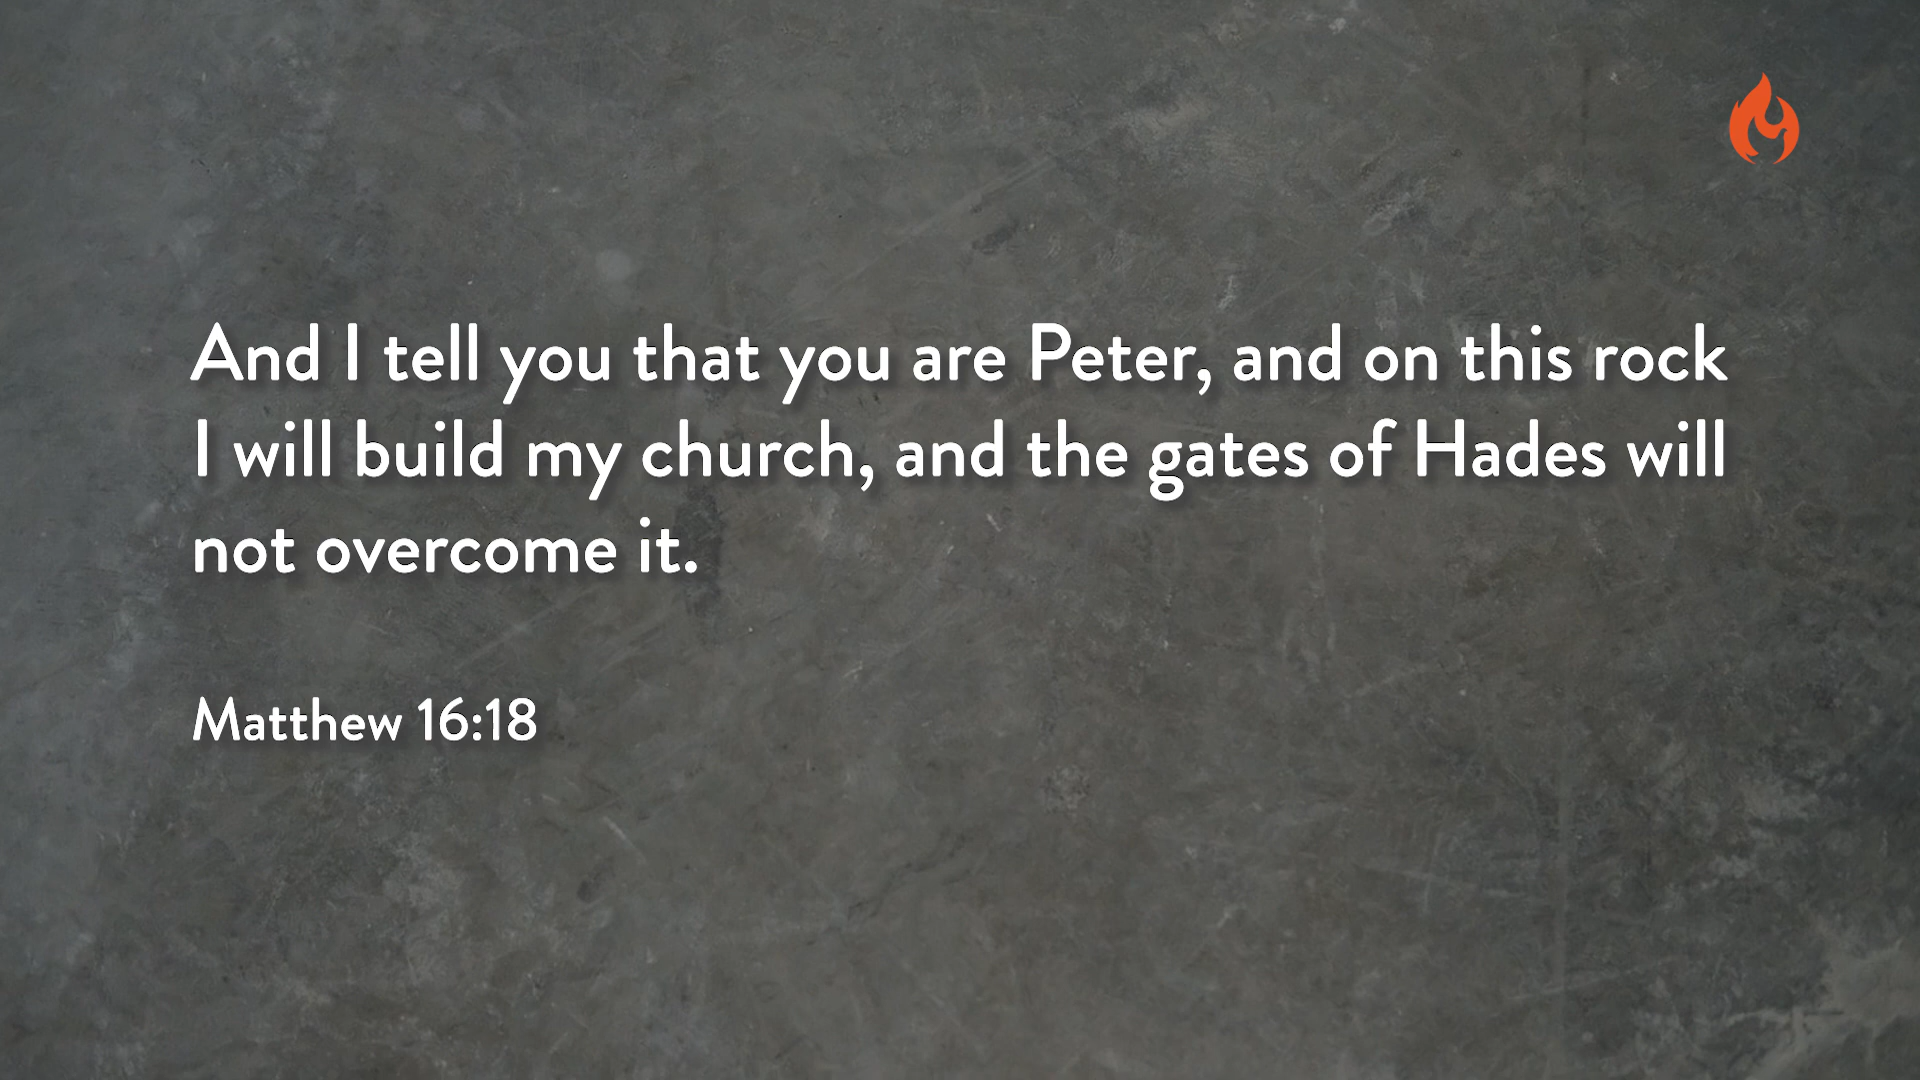 And I tell you that you are Peter, and on this rock
I will build my church, and the gates of Hades will
not overcome it.
Matthew 16:18